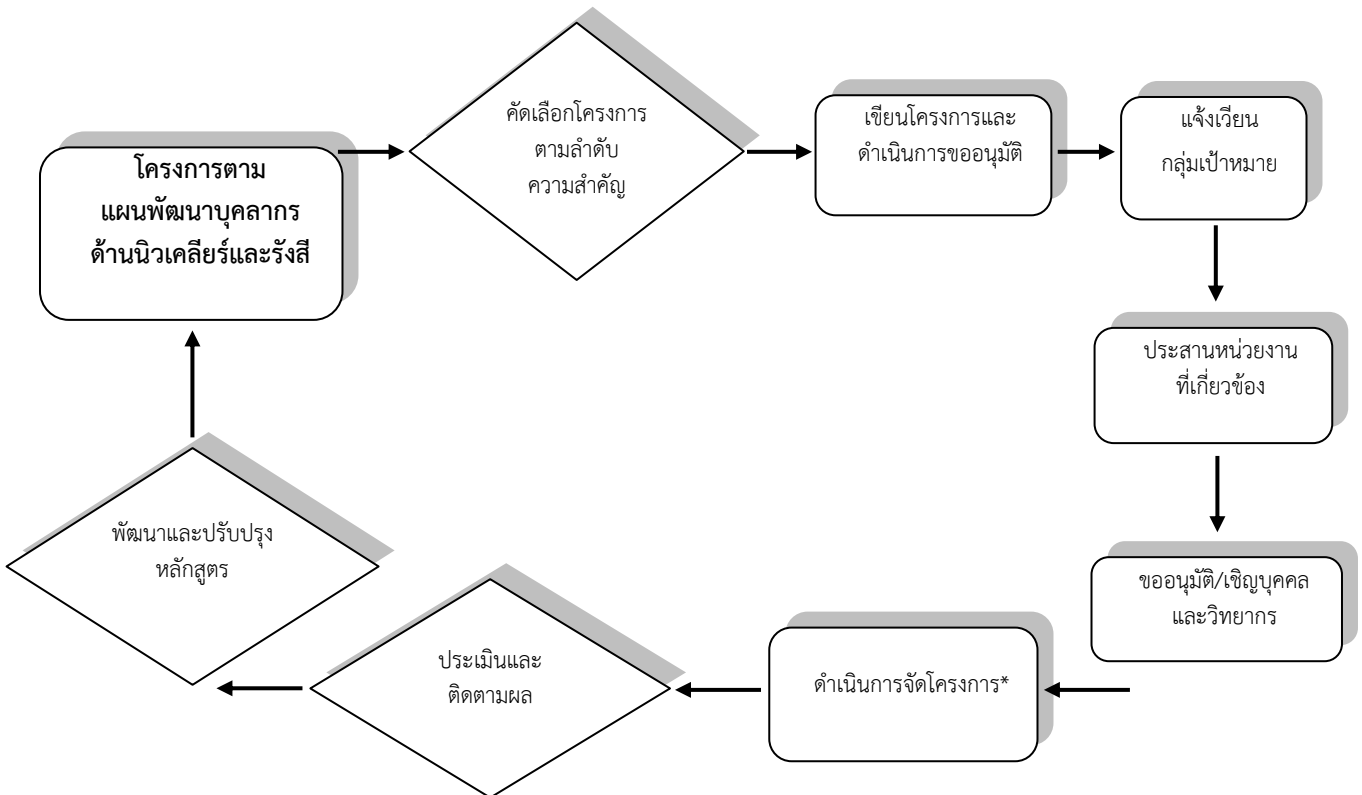 โครงการตาม
แผนพัฒนาบุคลากร
ด้านนิวเคลียร์และรังสี
คัดเลือกโครงการ
ตามลำดับ
ความสำคัญ
เขียนโครงการและ
ดำเนินการขออนุมัติ
แจ้งเวียน
กลุ่มเป้าหมาย
ประสานหน่วยงาน
ที่เกี่ยวข้อง
ขออนุมัติ/เชิญบุคคล
และวิทยากร
ดำเนินการจัดโครงการ*
ประเมินและ
ติดตามผล
พัฒนาและปรับปรุง
หลักสูตร